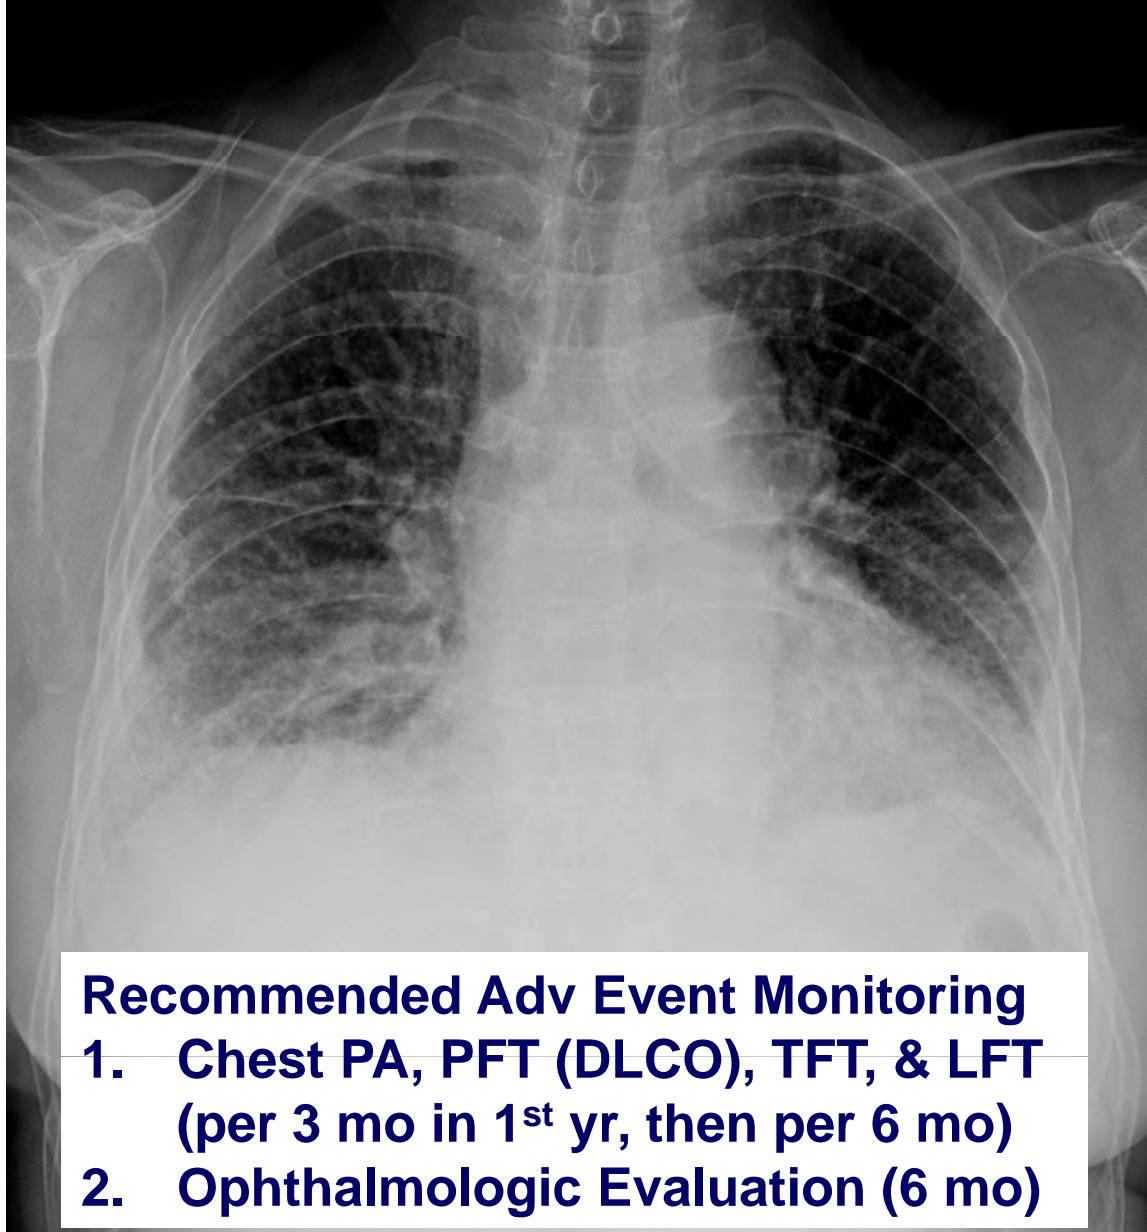 Recommended Adv Event Monitoring
1. Chest PA, PFT (DLCO), TFT, & LFT
(per 3 mo in 1st yr, then per 6 mo)
2. Ophthalmologic Evaluation (6 mo)